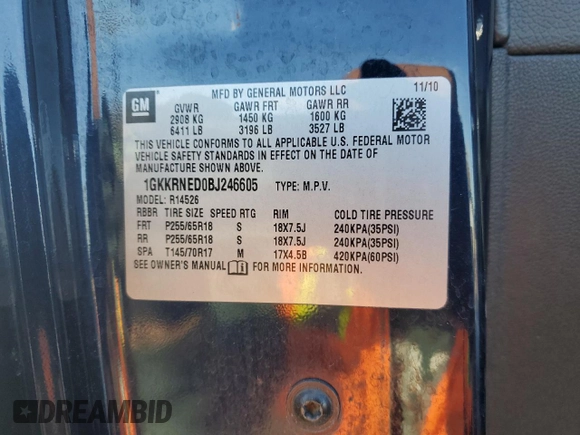 GM
MFD BY GENERAL MOTORS LLC 11/10
GVWR GAWR FRT GAWR RR
2908 KG 1450 KG 1600 KG
6411 LB 3196 LB 3527 LB
THIS VEHICLE CONFORMS TO ALL APPLICABLE U.S. FEDERAL MOTOR
VEHICLE SAFETY STANDARDS IN EFFECT ON THE DATE OF
MANUFACTURE SHOWN ABOVE.
1GKKRNED0BJ246605 TYPE: M.P.V.
MODEL: R14526
RBBR TIRE SIZE SPEED RTG RIM COLD TIRE PRESSURE
FRT P255/65R18 S 18X7.5J 240KPA(35PSI)
RR P255/65R18 S 18X7.5J 240KPA(35PSI)
SPA T145/70R17 M 17X4.5B 420KPA(60PSI)
SEE OWNER'S MANUAL FOR MORE INFORMATION.
DREAMBID